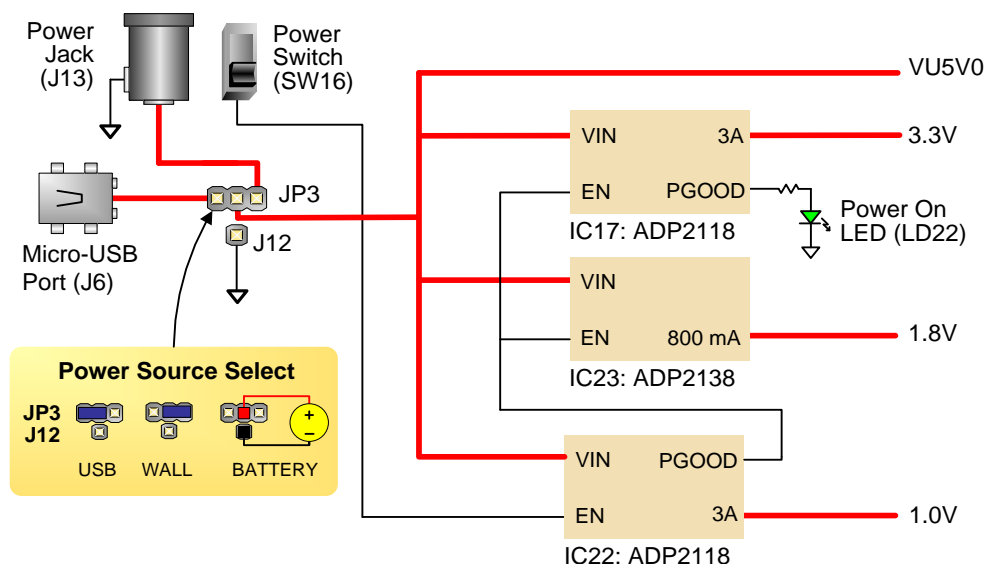 Power
Jack
(J13)
Power
Switch
(SW16)
VU5V0
VIN
3A
3.3V
EN
PGOOD
IC17: ADP2118
Power On
LED (LD22)
JP3
J12
Micro-USB
Port (J6)
VIN
EN
800 mA
1.8V
IC23: ADP2138
Power Source Select
JP3
J12
+
–
USB WALL BATTERY
VIN
PGOOD
EN
3A
1.0V
IC22: ADP2118